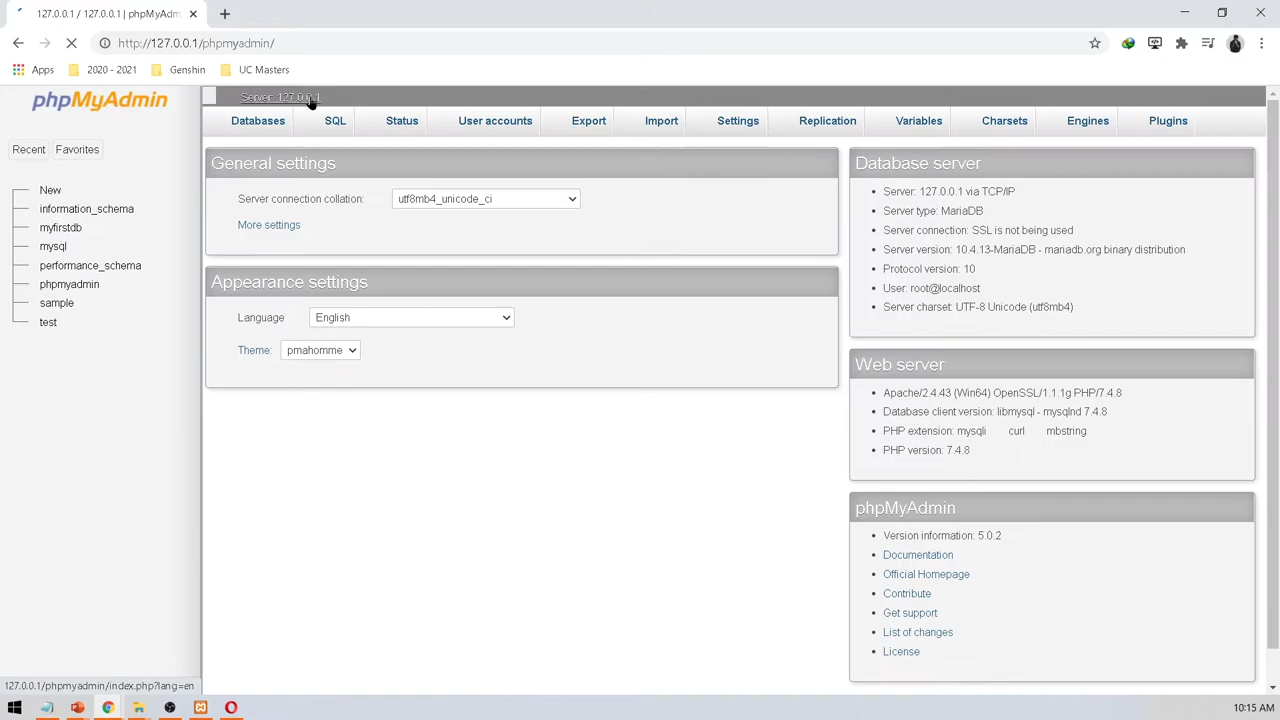 127.0.0.1 / 127.0.0.1 | phpMyAdm
http://127.0.0.1/phpmyadmin/
Apps
2020 - 2021
Genshin
UC Masters
phpMyAdmin
Recent
Favorites
New
information_schema
myfirstdb
mysql
performance_schema
phpmyadmin
sample
test
Server: 127.0.0.1
Databases
SQL
Status
User accounts
Export
Import
Settings
Replication
Variables
Charsets
Engines
Plugins
General settings
Server connection collation:
utf8mb4_unicode_ci
More settings
Appearance settings
Language
English
Theme:
pmahomme
Database server
Server: 127.0.0.1 via TCP/IP
Server type: MariaDB
Server connection: SSL is not being used
Server version: 10.4.13-MariaDB - mariadb.org binary distribution
Protocol version: 10
User: root@localhost
Server charset: UTF-8 Unicode (utf8mb4)
Web server
Apache/2.4.43 (Win64) OpenSSL/1.1.1g PHP/7.4.8
Database client version: libmysql - mysqlnd 7.4.8
PHP extension: mysqli curl mbstring
PHP version: 7.4.8
phpMyAdmin
Version information: 5.0.2
Documentation
Official Homepage
Contribute
Get support
List of changes
License
127.0.0.1/phpmyadmin/index.php?lang=en
10:15 AM